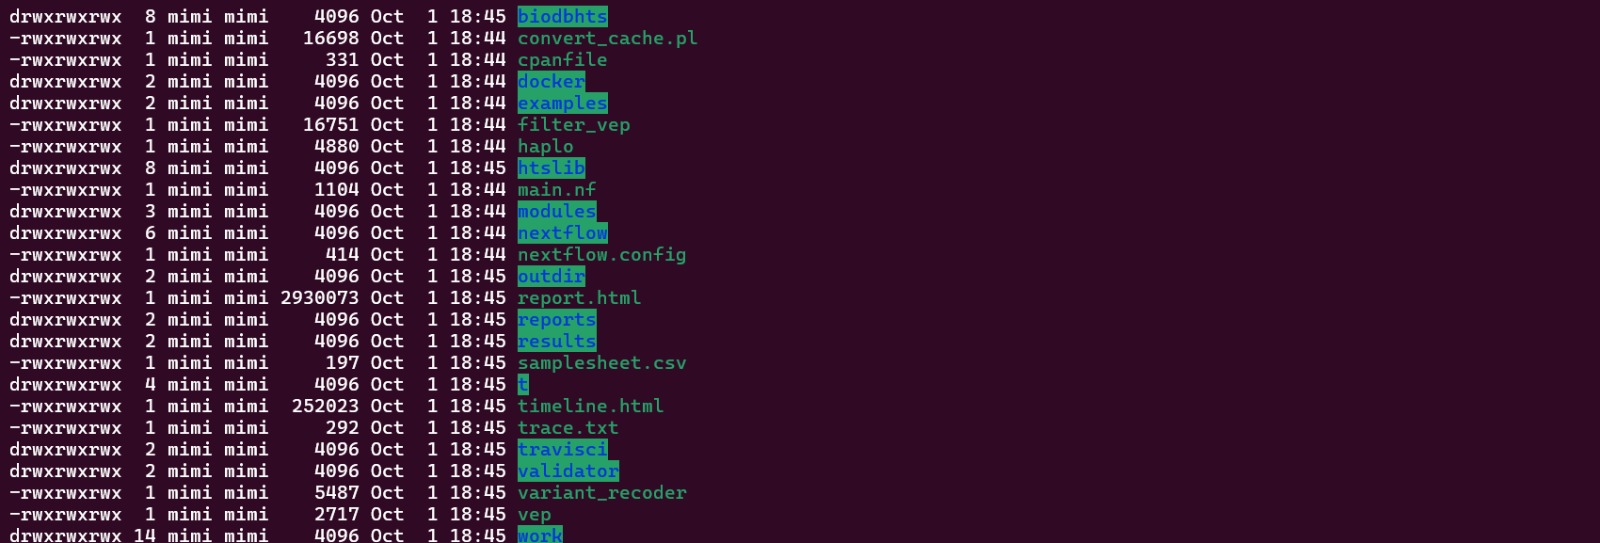 drwxrwxrwx  8 mimi mimi    4096 Oct  1 18:45 biodbhts
-rwxrwxrwx  1 mimi mimi   16698 Oct  1 18:44 convert_cache.pl
-rwxrwxrwx  1 mimi mimi     331 Oct  1 18:44 cpanfile
drwxrwxrwx  2 mimi mimi    4096 Oct  1 18:44 docker
drwxrwxrwx  2 mimi mimi    4096 Oct  1 18:44 examples
-rwxrwxrwx  1 mimi mimi   16751 Oct  1 18:44 filter_vep
-rwxrwxrwx  1 mimi mimi    4880 Oct  1 18:44 haplo
drwxrwxrwx  8 mimi mimi    4096 Oct  1 18:45 htslib
-rwxrwxrwx  1 mimi mimi    1104 Oct  1 18:44 main.nf
drwxrwxrwx  3 mimi mimi    4096 Oct  1 18:44 modules
drwxrwxrwx  6 mimi mimi    4096 Oct  1 18:44 nextflow
-rwxrwxrwx  1 mimi mimi     414 Oct  1 18:44 nextflow.config
drwxrwxrwx  2 mimi mimi    4096 Oct  1 18:45 outdir
-rwxrwxrwx  1 mimi mimi 2930073 Oct  1 18:45 report.html
drwxrwxrwx  2 mimi mimi    4096 Oct  1 18:45 reports
drwxrwxrwx  2 mimi mimi    4096 Oct  1 18:45 results
-rwxrwxrwx  1 mimi mimi     197 Oct  1 18:45 samplesheet.csv
drwxrwxrwx  4 mimi mimi    4096 Oct  1 18:45 t
-rwxrwxrwx  1 mimi mimi  252023 Oct  1 18:45 timeline.html
-rwxrwxrwx  1 mimi mimi     292 Oct  1 18:45 trace.txt
drwxrwxrwx  2 mimi mimi    4096 Oct  1 18:45 travisci
drwxrwxrwx  2 mimi mimi    4096 Oct  1 18:45 validator
-rwxrwxrwx  1 mimi mimi    5487 Oct  1 18:45 variant_recoder
-rwxrwxrwx  1 mimi mimi    2717 Oct  1 18:45 vep
drwxrwxrwx 14 mimi mimi    4096 Oct  1 18:45 work